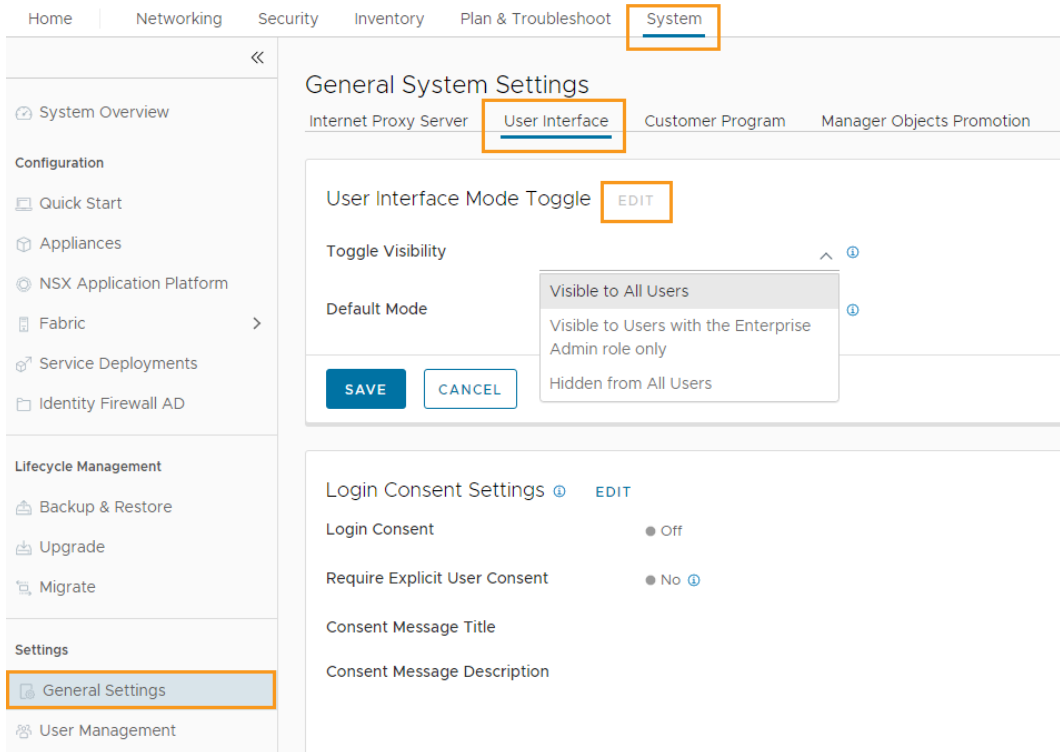 Home Networking Security Inventory Plan & Troubleshoot System
System Overview
Configuration
Quick Start
Appliances
NSX Application Platform
Fabric
Service Deployments
Identity Firewall AD
Lifecycle Management
Backup & Restore
Upgrade
Migrate
Settings
General Settings
User Management
General System Settings
Internet Proxy Server User Interface Customer Program Manager Objects Promotion
User Interface Mode Toggle EDIT
Toggle Visibility
Visible to All Users
Default Mode
Visible to Users with the Enterprise
Admin role only
Hidden from All Users
SAVE CANCEL
Login Consent Settings EDIT
Login Consent Off
Require Explicit User Consent No
Consent Message Title
Consent Message Description